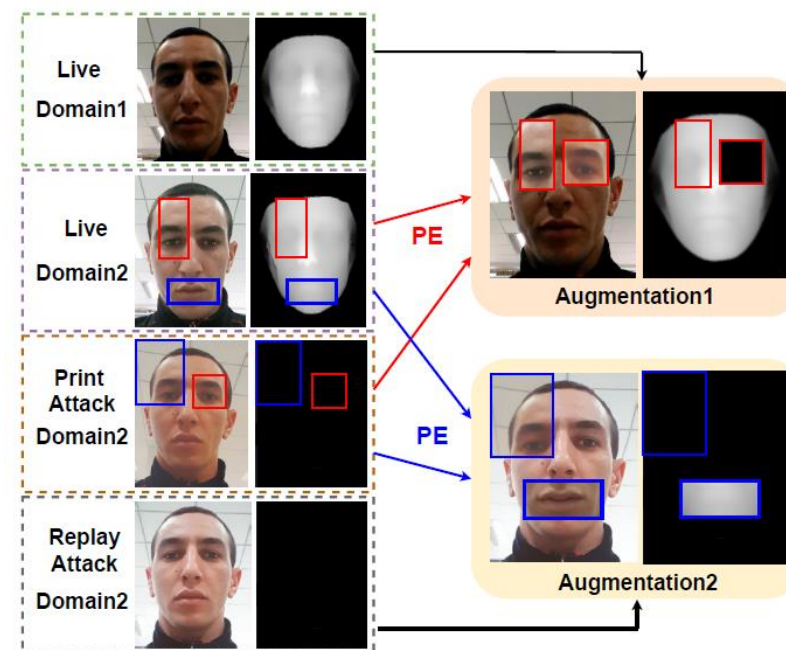 Live
Domain1
Live
Domain2
Print
Attack
Domain2
Replay
Attack
Domain2
PE
Augmentation1
PE
Augmentation2